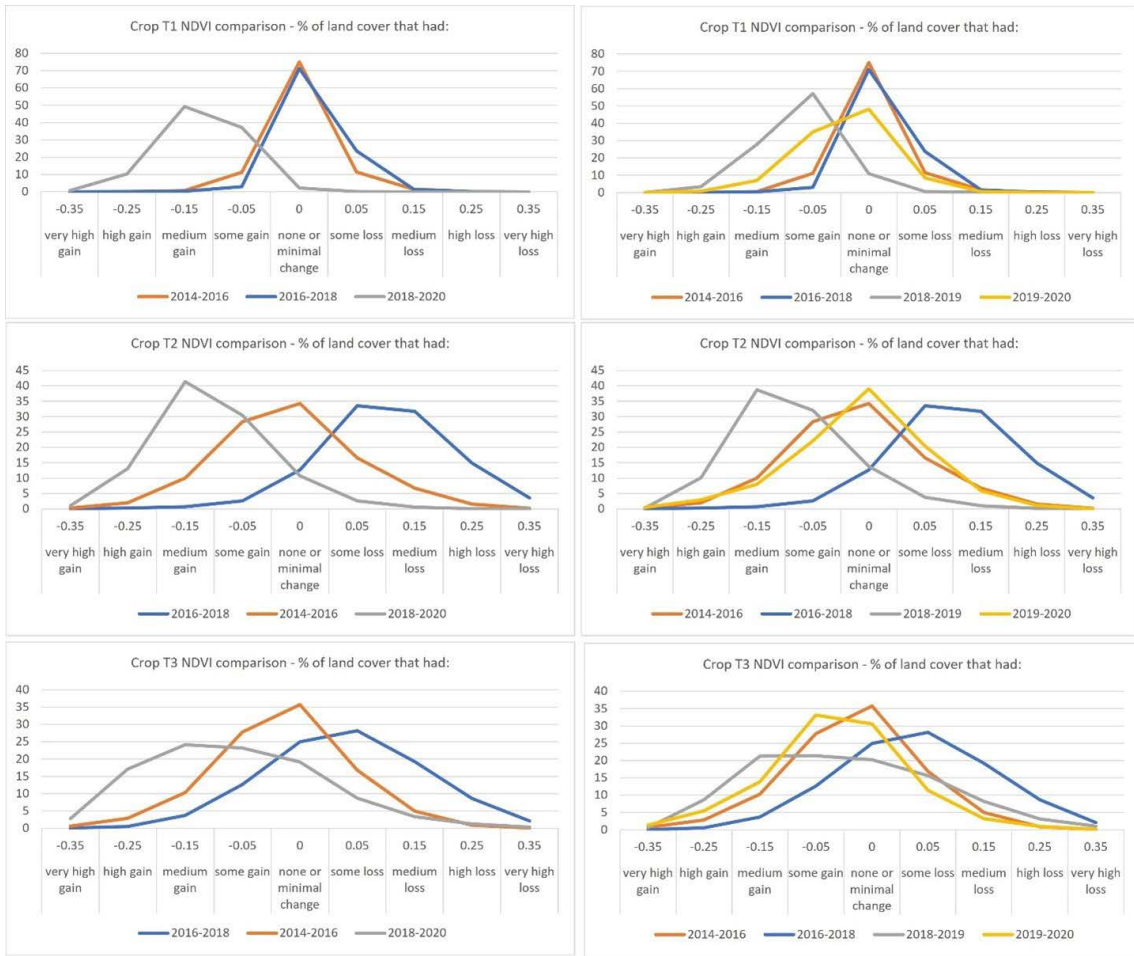 Crop T1 NDVI comparison - % of land cover that had:
80
70
60
50
40
30
20
10
0
-0.35 -0.25 -0.15 -0.05 0 0.05 0.15 0.25 0.35
very high high gain medium some gain none or some loss medium high loss very high
gain gain minimal loss loss
change
2014-2016 2016-2018 2018-2020
Crop T1 NDVI comparison - % of land cover that had:
80
70
60
50
40
30
20
10
0
-0.35 -0.25 -0.15 -0.05 0 0.05 0.15 0.25 0.35
very high high gain medium some gain none or some loss medium high loss very high
gain gain minimal loss loss
change
2014-2016 2016-2018 2018-2019 2019-2020
Crop T2 NDVI comparison - % of land cover that had:
45
40
35
30
25
20
15
10
5
0
-0.35 -0.25 -0.15 -0.05 0 0.05 0.15 0.25 0.35
very high high gain medium some gain none or some loss medium high loss very high
gain gain minimal loss loss
change
2016-2018 2014-2016 2018-2020
Crop T2 NDVI comparison - % of land cover that had:
45
40
35
30
25
20
15
10
5
0
-0.35 -0.25 -0.15 -0.05 0 0.05 0.15 0.25 0.35
very high high gain medium some gain none or some loss medium high loss very high
gain gain minimal loss loss
change
2014-2016 2016-2018 2018-2019 2019-2020
Crop T3 NDVI comparison - % of land cover that had:
40
35
30
25
20
15
10
5
0
-0.35 -0.25 -0.15 -0.05 0 0.05 0.15 0.25 0.35
very high high gain medium some gain none or some loss medium high loss very high
gain gain minimal loss loss
change
2016-2018 2014-2016 2018-2020
Crop T3 NDVI comparison - % of land cover that had:
40
35
30
25
20
15
10
5
0
-0.35 -0.25 -0.15 -0.05 0 0.05 0.15 0.25 0.35
very high high gain medium some gain none or some loss medium high loss very high
gain gain minimal loss loss
change
2014-2016 2016-2018 2018-2019 2019-2020